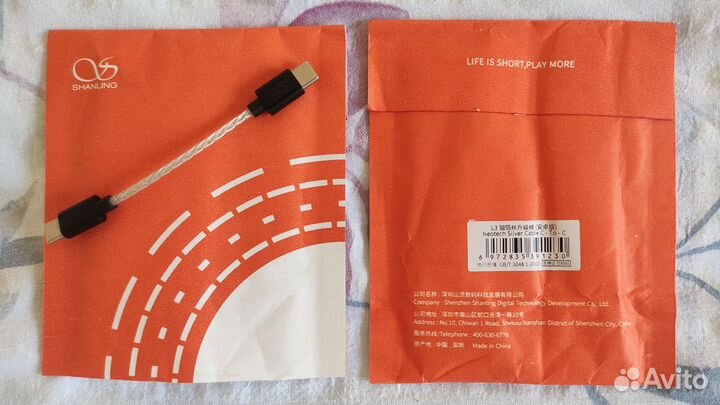 SHANLING
LIFE IS SHORT,PLAY MORE
L3 银箔丝升级线(安卓版)
Neotech Silver Cable C - To - C
6 972835 391230
执行标准: GB/T 3048.1-2007
公司名称：深圳山灵数码科技发展有限公司
Company : Shenzhen Shanling Digital Technology Development Co., Ltd.
公司地址：深圳市南山区蛇口赤湾一路10号
Address : No.10, Chiwan 1 Road, Shekou Nanshan District of Shenzhen City, China
服务热线/Telephone : 400-630-6778
原产地：中国，深圳 Made in China
Avito